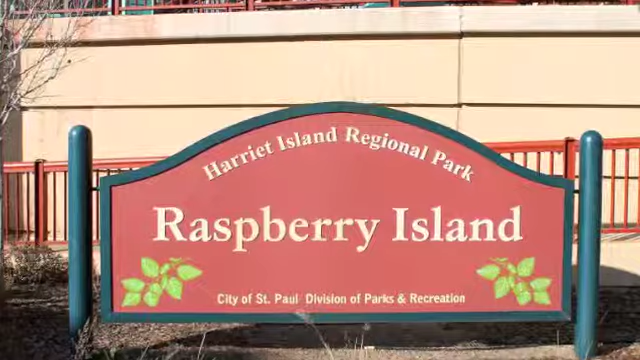 Harriet Island Regional Park
Raspberry Island
City of St. Paul Division of Parks & Recreation